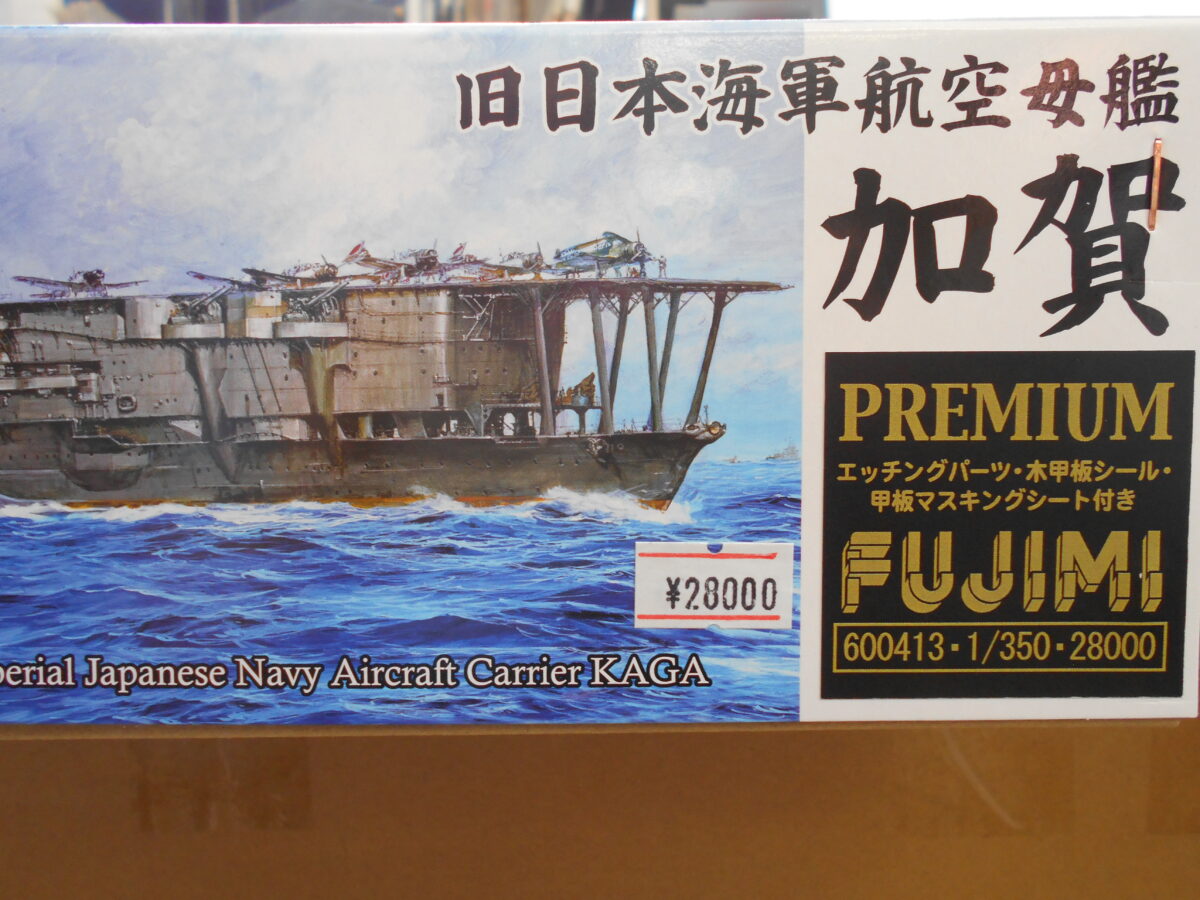 旧日本海軍航空母艦
加賀
PREMIUM
エッチングパーツ・木甲板シール・
甲板マスキングシート付き
FUJIMI
600413・1/350・28000
¥28000
perial Japanese Navy Aircraft Carrier KAGA